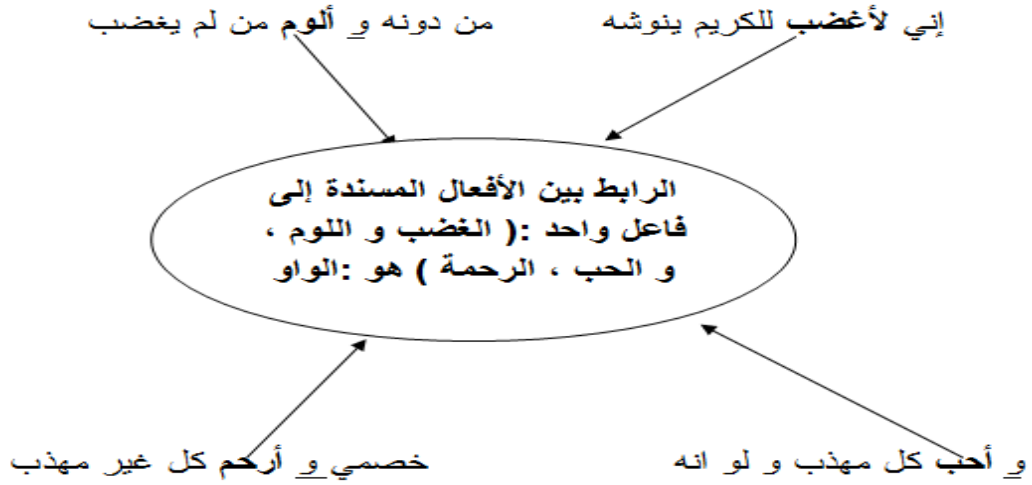 إني لأغضب للكريم ينوشه من دونه و ألوم من لم يغضب
الرابط بين الأفعال المسندة إلى
فاعل واحد :( الغضب و اللوم ،
و الحب ، الرحمة ) هو :الواو
و أحب كل مهذب و لو انه خصمي و أرحم كل غير مهذب